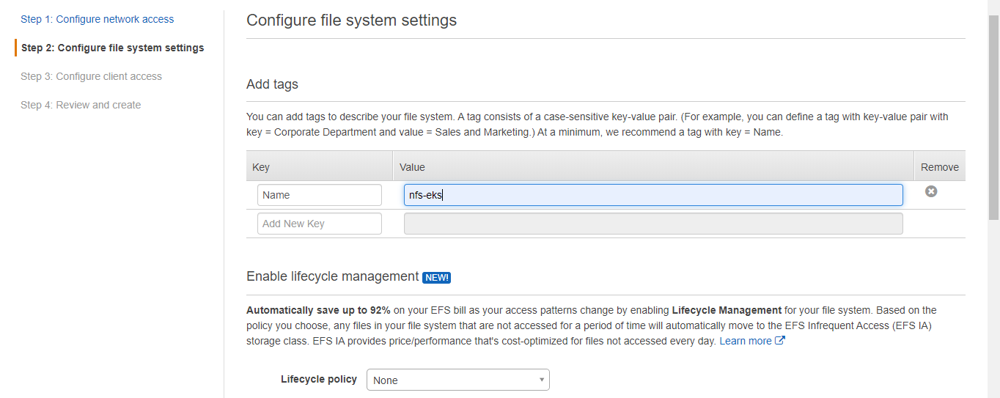 Step 1: Configure network access
Step 2: Configure file system settings
Step 3: Configure client access
Step 4: Review and create
Configure file system settings
Add tags
You can add tags to describe your file system. A tag consists of a case-sensitive key-value pair. (For example, you can define a tag with key-value pair with
key = Corporate Department and value = Sales and Marketing.) At a minimum, we recommend a tag with key = Name.
Key Value Remove
Name nfs-eks
Add New Key
Enable lifecycle management NEW!
Automatically save up to 92% on your EFS bill as your access patterns change by enabling Lifecycle Management for your file system. Based on the
policy you choose, any files in your file system that are not accessed for a period of time will automatically move to the EFS Infrequent Access (EFS IA)
storage class. EFS IA provides price/performance that's cost-optimized for files not accessed every day. Learn more
Lifecycle policy None